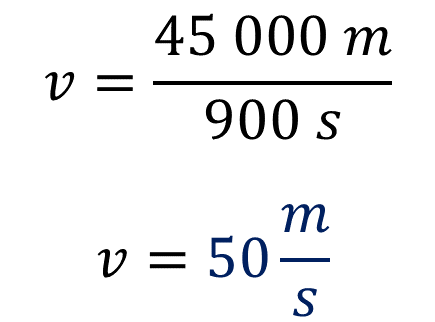 v = 45 000 m / 900 s
v = 50 m/s